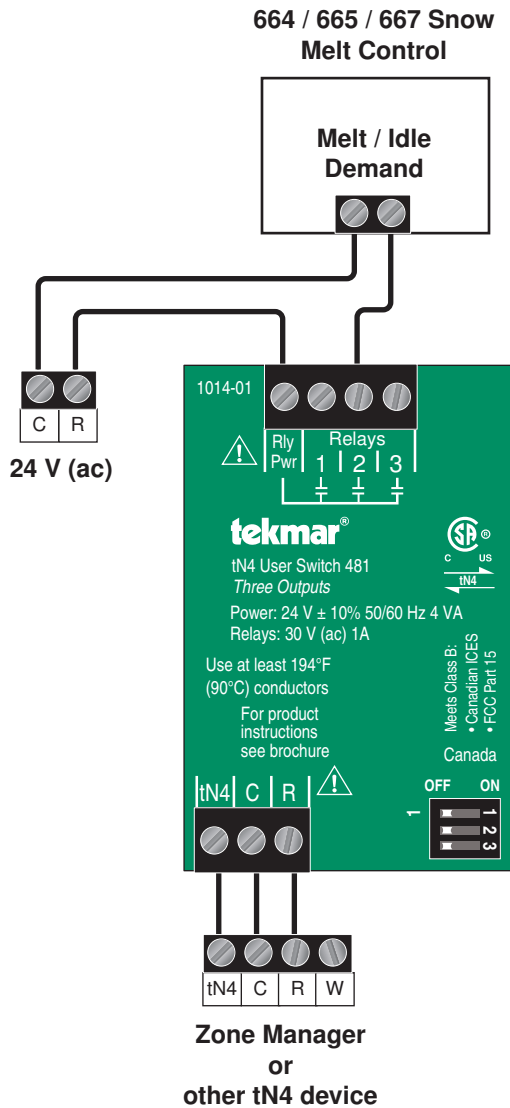 664 / 665 / 667 Snow
Melt Control
Melt / Idle
Demand
C R
24 V (ac)
1014-01
Rly
Pwr
Relays
1 2 3
tekmar®
tN4 User Switch 481
Three Outputs
Power: 24 V ± 10% 50/60 Hz 4 VA
Relays: 30 V (ac) 1A
Use at least 194°F
(90°C) conductors
For product
instructions
see brochure
SA ®
C US
tN4
Meets Class B:
• Canadian ICES
• FCC Part 15
Canada
OFF ON
1
1
2
3
tN4 C R
tN4 C R W
Zone Manager
or
other tN4 device